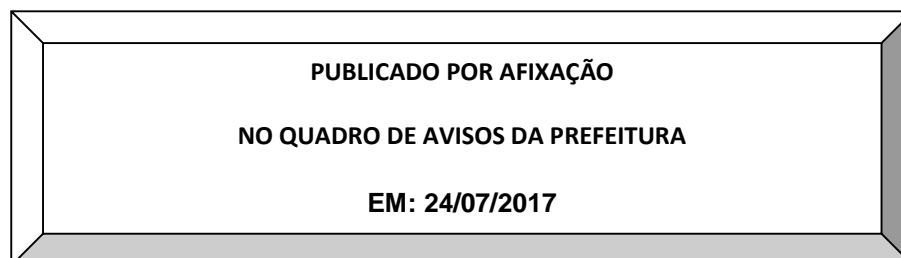 PUBLICADO POR AFIXAÇÃO
NO QUADRO DE AVISOS DA PREFEITURA
EM: 24/07/2017